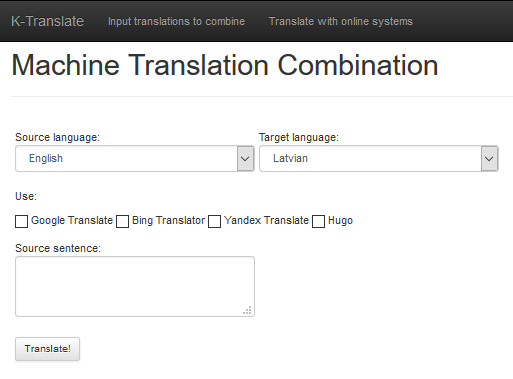 K-Translate Input translations to combine Translate with online systems
Machine Translation Combination
Source language: Target language:
English Latvian
Use:
Google Translate Bing Translator Yandex Translate Hugo
Source sentence:
Translate!